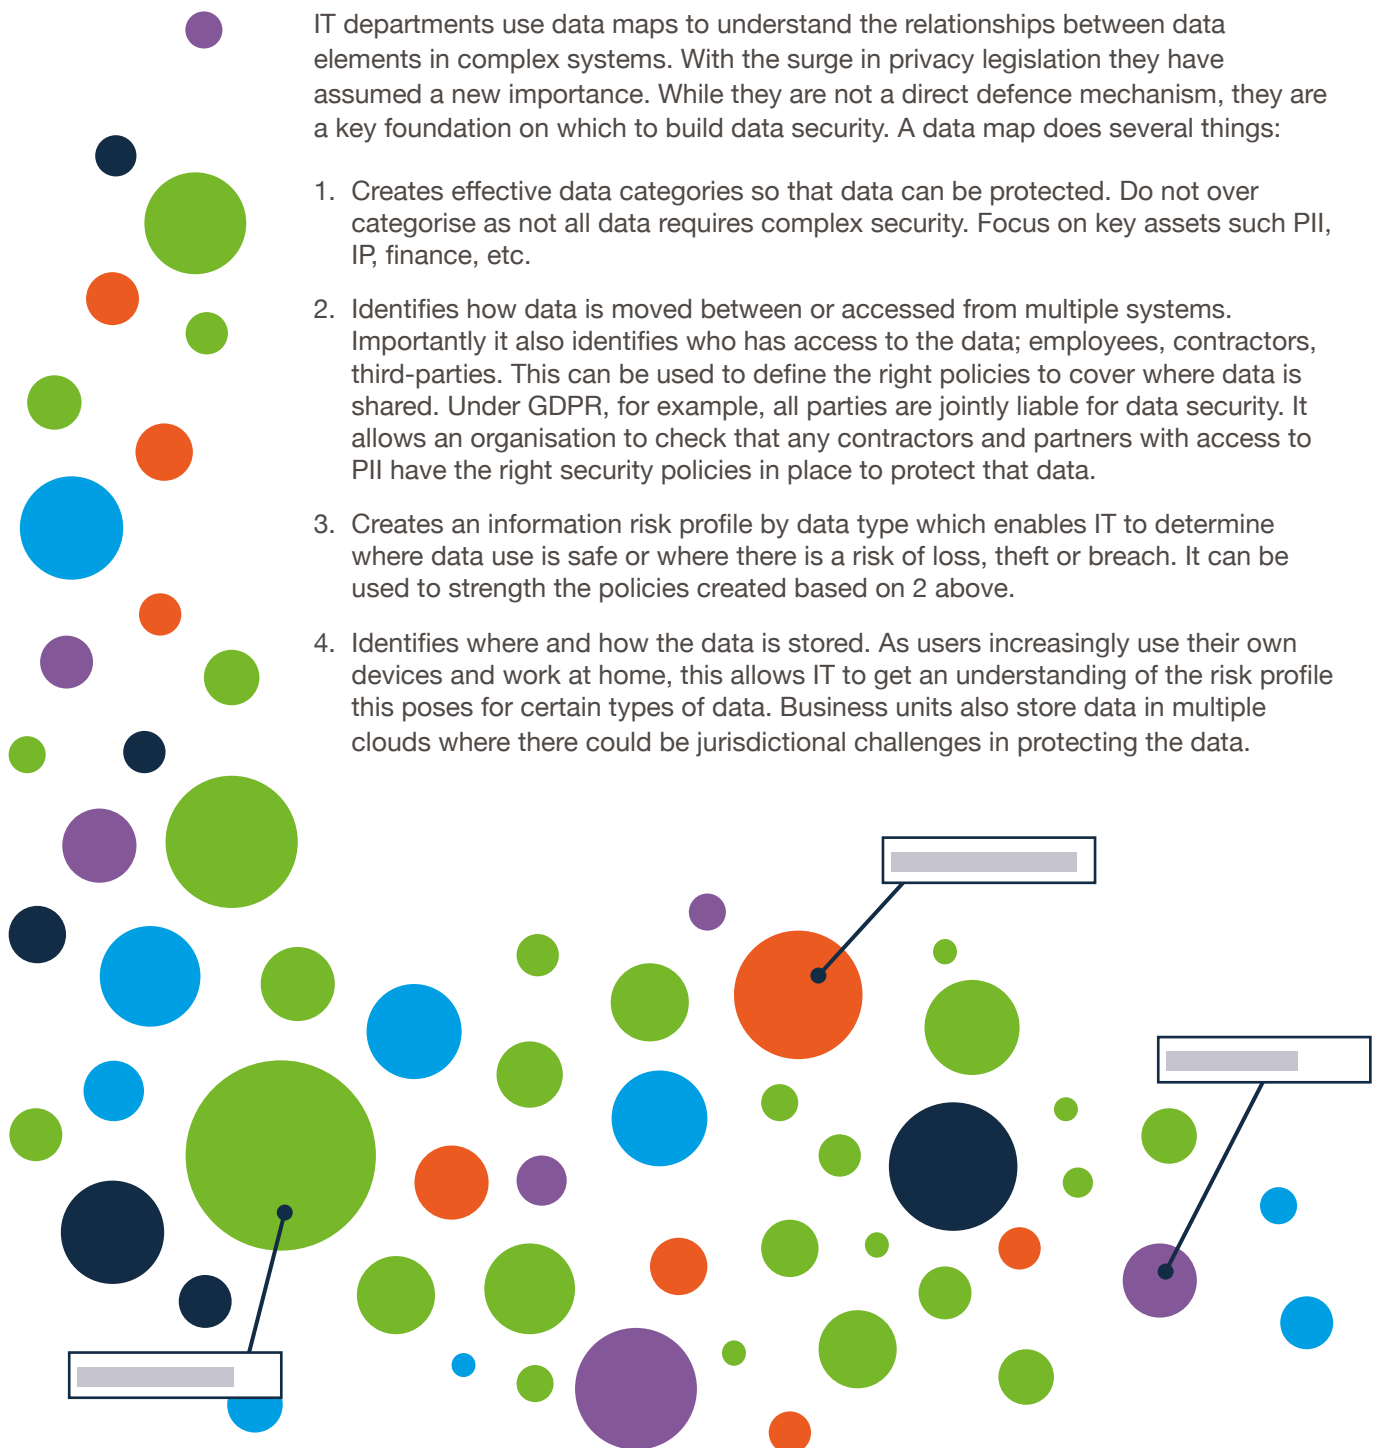 IT departments use data maps to understand the relationships between data
elements in complex systems. With the surge in privacy legislation they have
assumed a new importance. While they are not a direct defence mechanism, they are
a key foundation on which to build data security. A data map does several things:
1. Creates effective data categories so that data can be protected. Do not over
categorise as not all data requires complex security. Focus on key assets such PII,
IP, finance, etc.
2. Identifies how data is moved between or accessed from multiple systems.
Importantly it also identifies who has access to the data; employees, contractors,
third-parties. This can be used to define the right policies to cover where data is
shared. Under GDPR, for example, all parties are jointly liable for data security. It
allows an organisation to check that any contractors and partners with access to
PII have the right security policies in place to protect that data.
3. Creates an information risk profile by data type which enables IT to determine
where data use is safe or where there is a risk of loss, theft or breach. It can be
used to strength the policies created based on 2 above.
4. Identifies where and how the data is stored. As users increasingly use their own
devices and work at home, this allows IT to get an understanding of the risk profile
this poses for certain types of data. Business units also store data in multiple
clouds where there could be jurisdictional challenges in protecting the data.